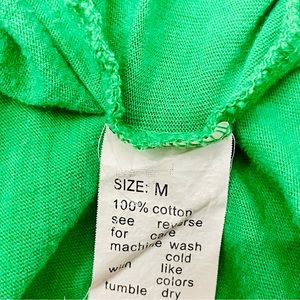 SIZE: M
100% cotton
see reverse
for care
machine wash
cold
with like
colors
tumble dry